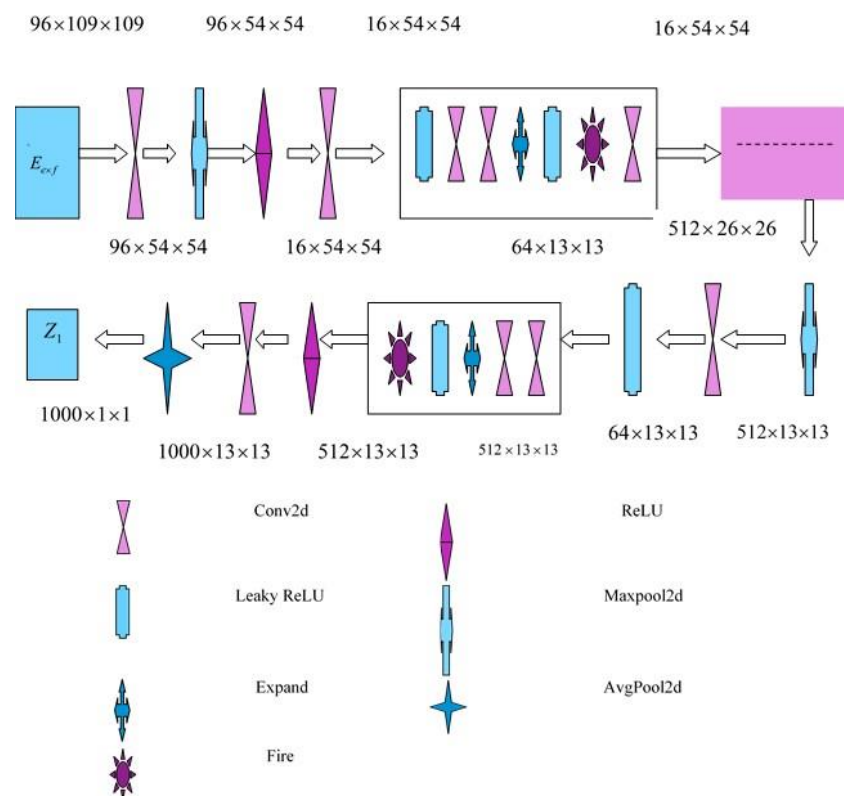 96×109×109 96×54×54 16×54×54 16×54×54
E_{e×f}
96×54×54 16×54×54 64×13×13 512×26×26
Z_1
1000×1×1 1000×13×13 512×13×13 512×13×13 64×13×13 512×13×13
Conv2d ReLU
Leaky ReLU Maxpool2d
Expand AvgPool2d
Fire